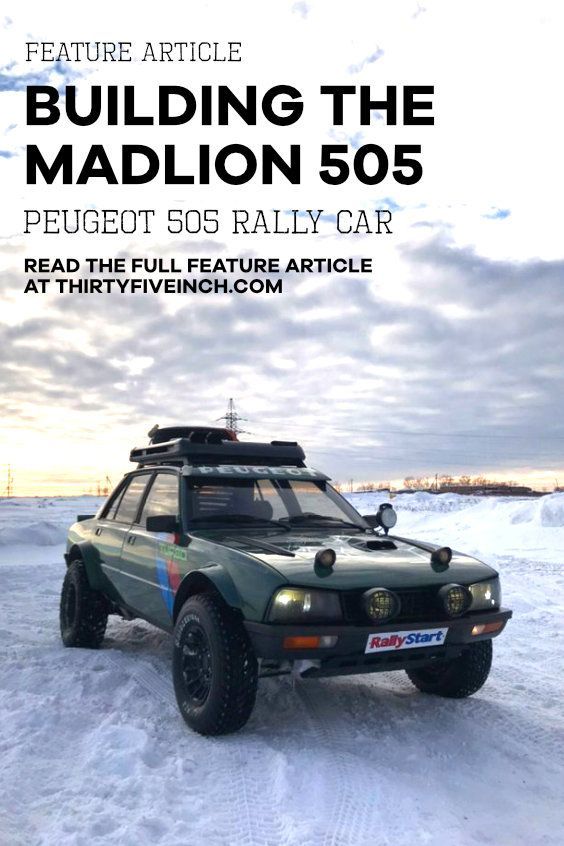 FEATURE ARTICLE
BUILDING THE
MADLION 505
PEUGEOT 505 RALLY CAR
READ THE FULL FEATURE ARTICLE
AT THIRTYFIVEINCH.COM
PEUGEOT
RallyStart